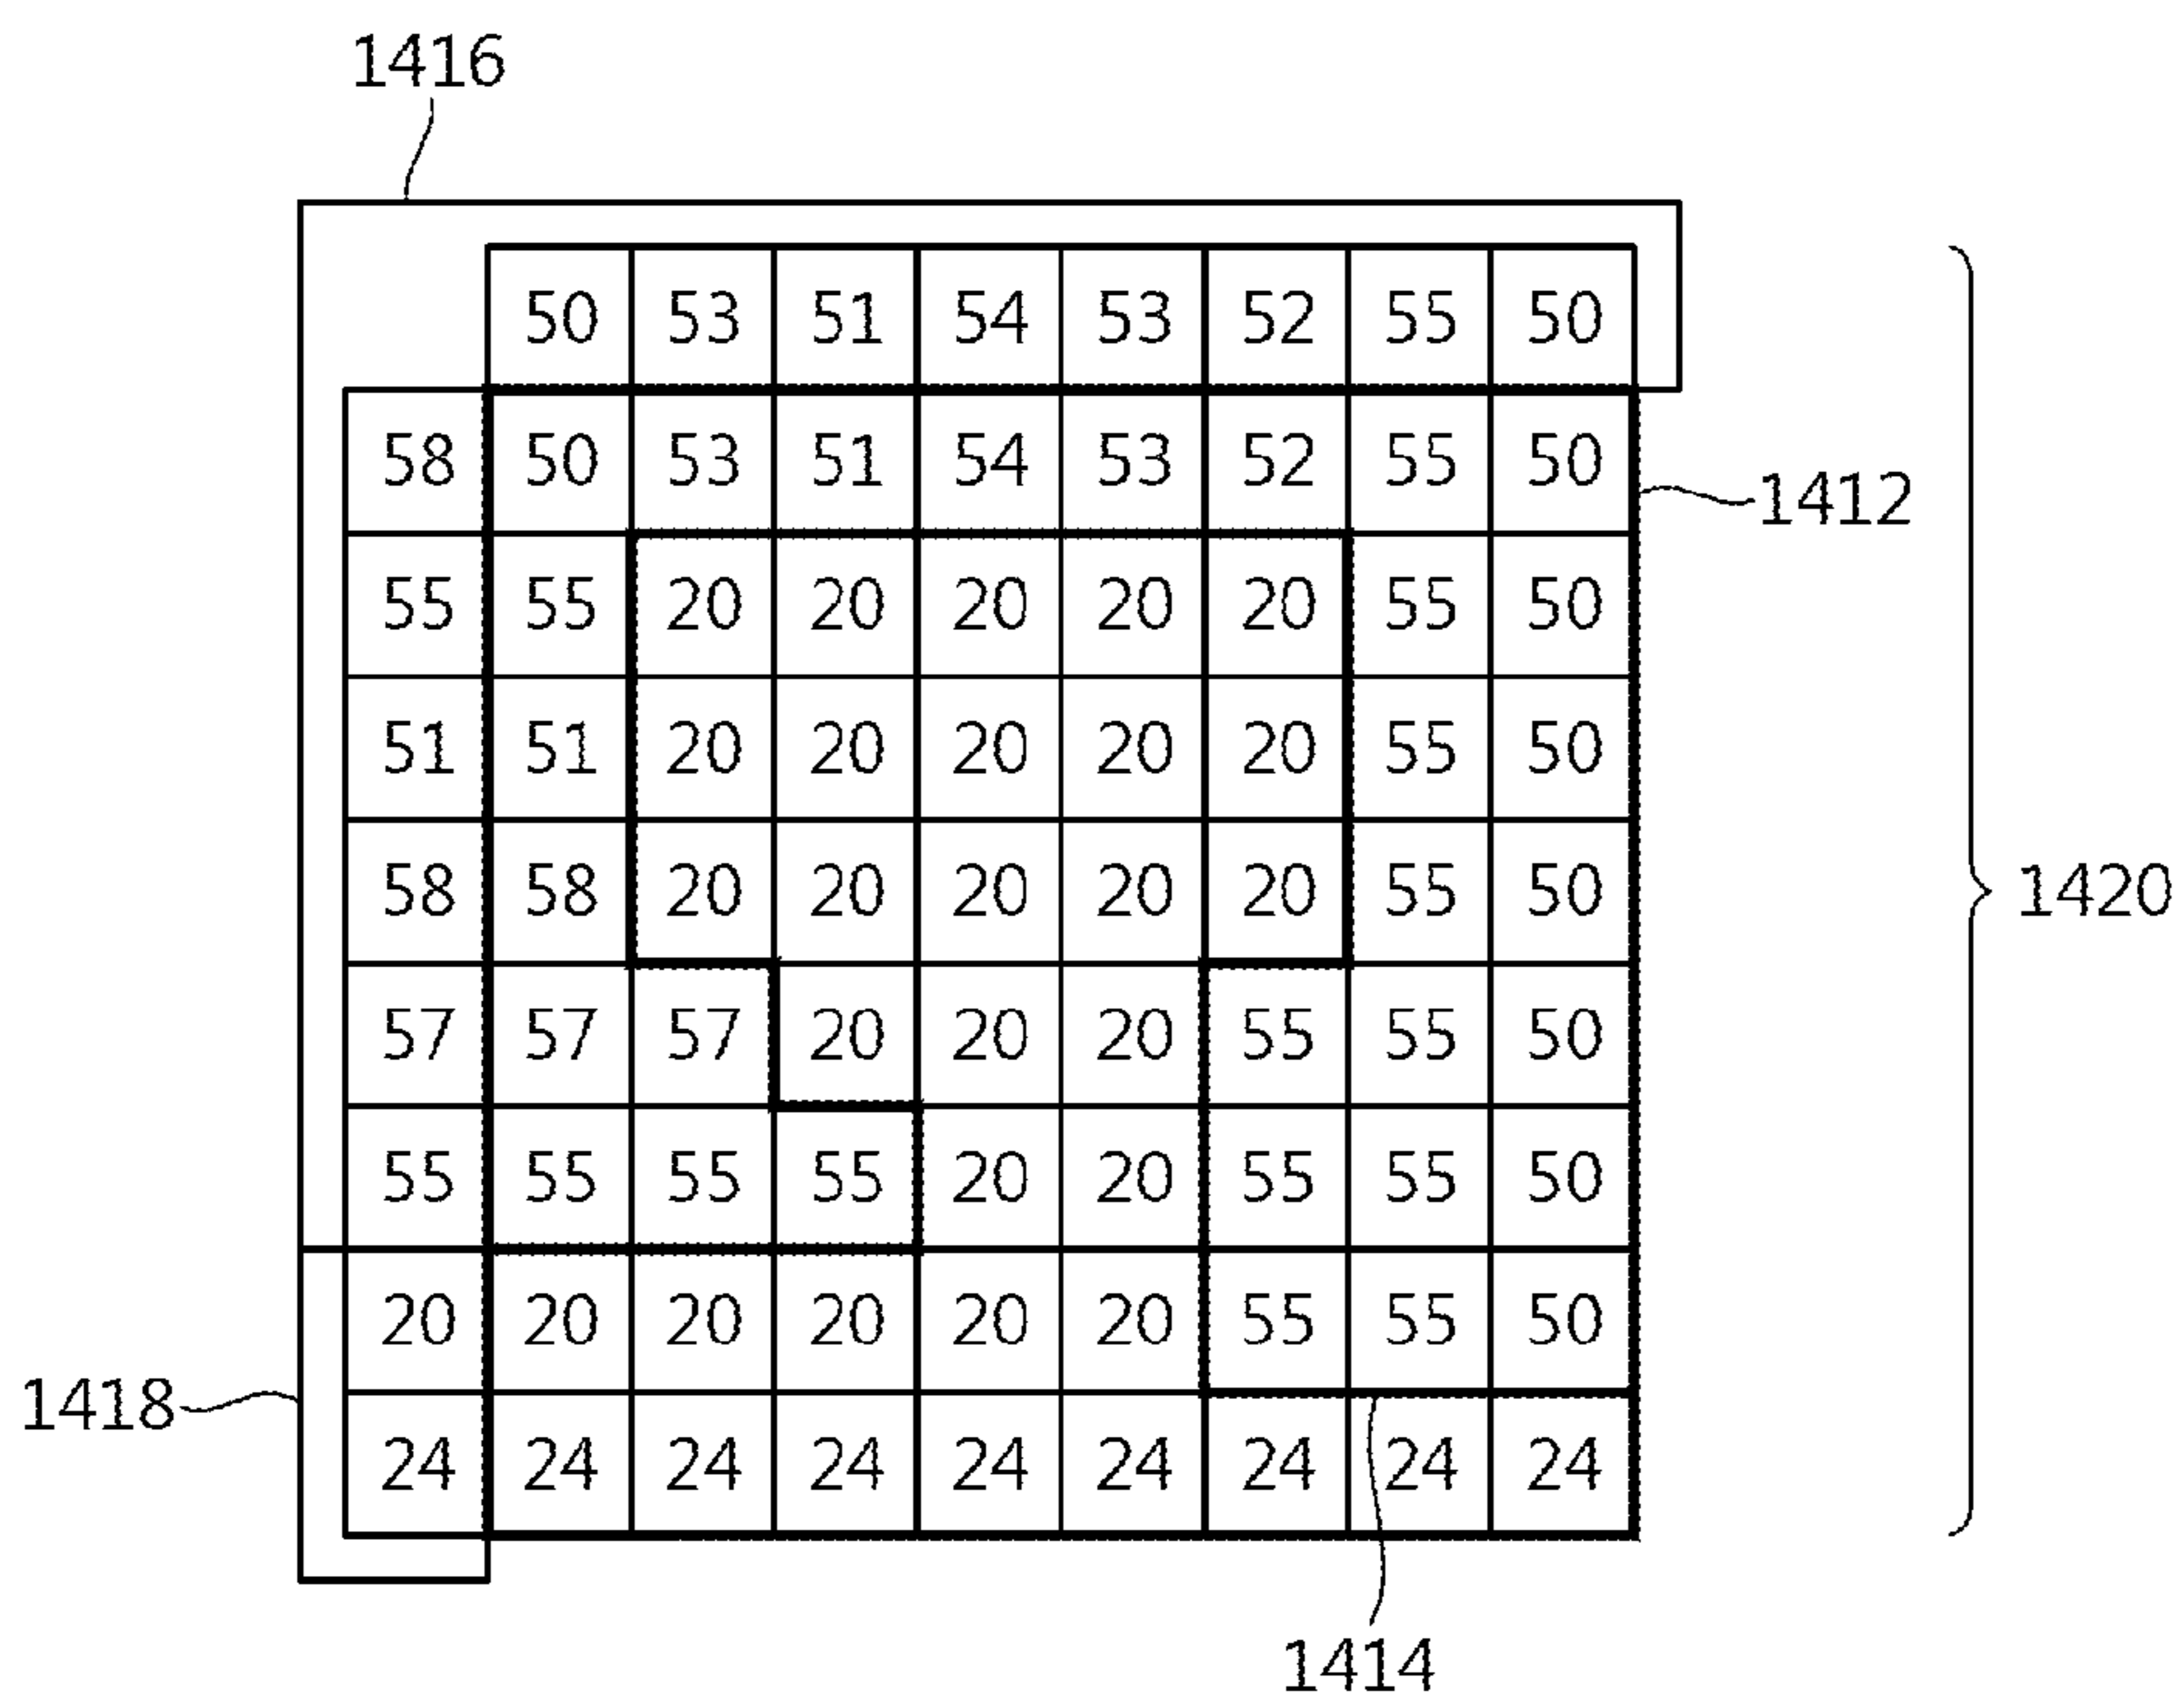 1416
50 53 51 54 53 52 55 50
58 50 53 51 54 53 52 55 50
1412
55 55 20 20 20 20 20 55 50
51 51 20 20 20 20 20 55 50
58 58 20 20 20 20 20 55 50
1420
57 57 57 20 20 20 55 55 50
55 55 55 55 20 20 55 55 50
20 20 20 20 20 20 55 55 50
1418
24 24 24 24 24 24 24 24 24
1414